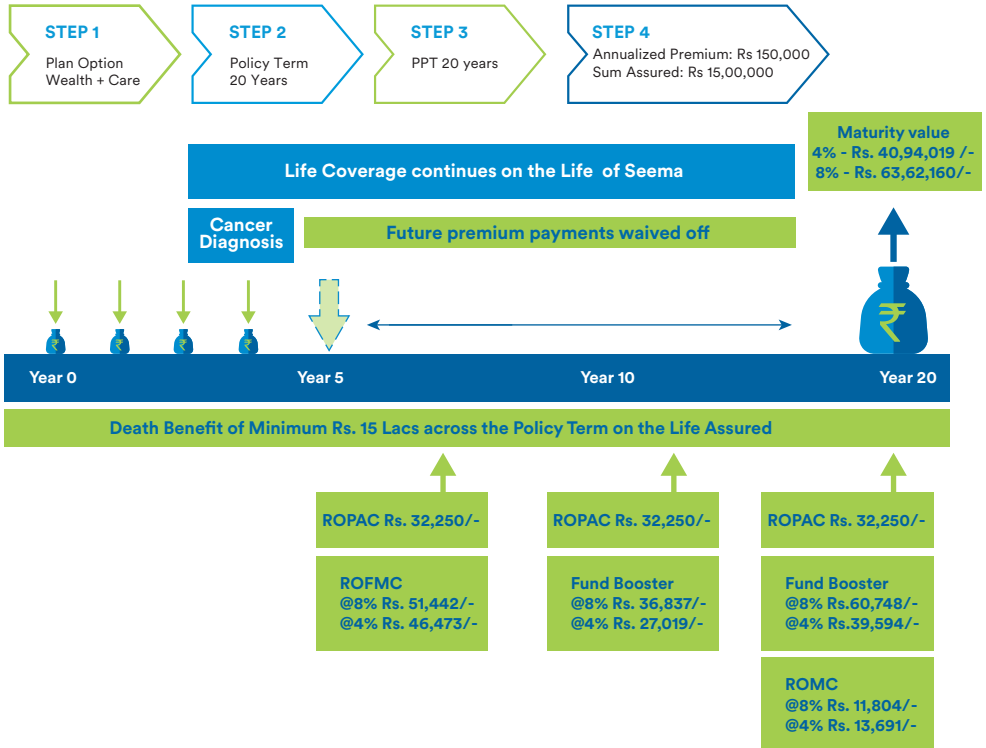 STEP 1
Plan Option
Wealth + Care
STEP 2
Policy Term
20 Years
STEP 3
PPT 20 years
STEP 4
Annualized Premium: Rs 150,000
Sum Assured: Rs 15,00,000
Maturity value
4% - Rs. 40,94,019 /-
8% - Rs. 63,62,160/-
Life Coverage continues on the Life of Seema
Cancer
Diagnosis
Future premium payments waived off
₹
₹
₹
₹
₹
Year 0
Year 5
Year 10
Year 20
Death Benefit of Minimum Rs. 15 Lacs across the Policy Term on the Life Assured
ROPAC Rs. 32,250/-
ROPAC Rs. 32,250/-
ROPAC Rs. 32,250/-
ROFMC
@8% Rs. 51,442/-
@4% Rs. 46,473/-
Fund Booster
@8% Rs. 36,837/-
@4% Rs. 27,019/-
Fund Booster
@8% Rs.60,748/-
@4% Rs.39,594/-
ROMC
@8% Rs. 11,804/-
@4% Rs. 13,691/-